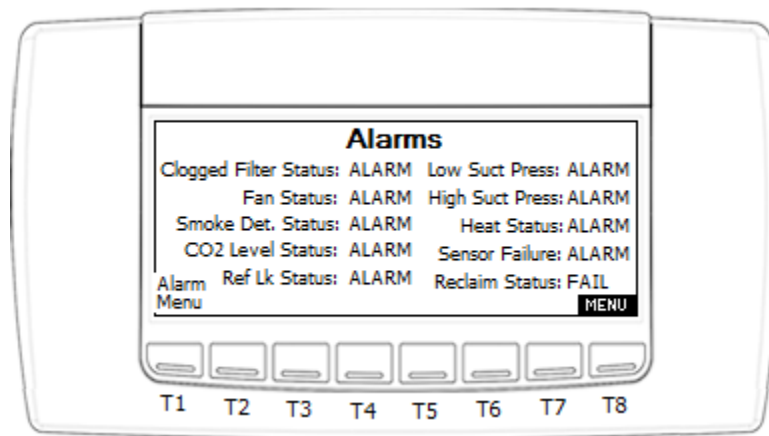 Alarms
Clogged Filter Status: ALARM Low Suct Press: ALARM
Fan Status: ALARM High Suct Press: ALARM
Smoke Det. Status: ALARM Heat Status: ALARM
CO2 Level Status: ALARM Sensor Failure: ALARM
Ref Lk Status: ALARM Reclaim Status: FAIL
Alarm
Menu MENU
T1 T2 T3 T4 T5 T6 T7 T8